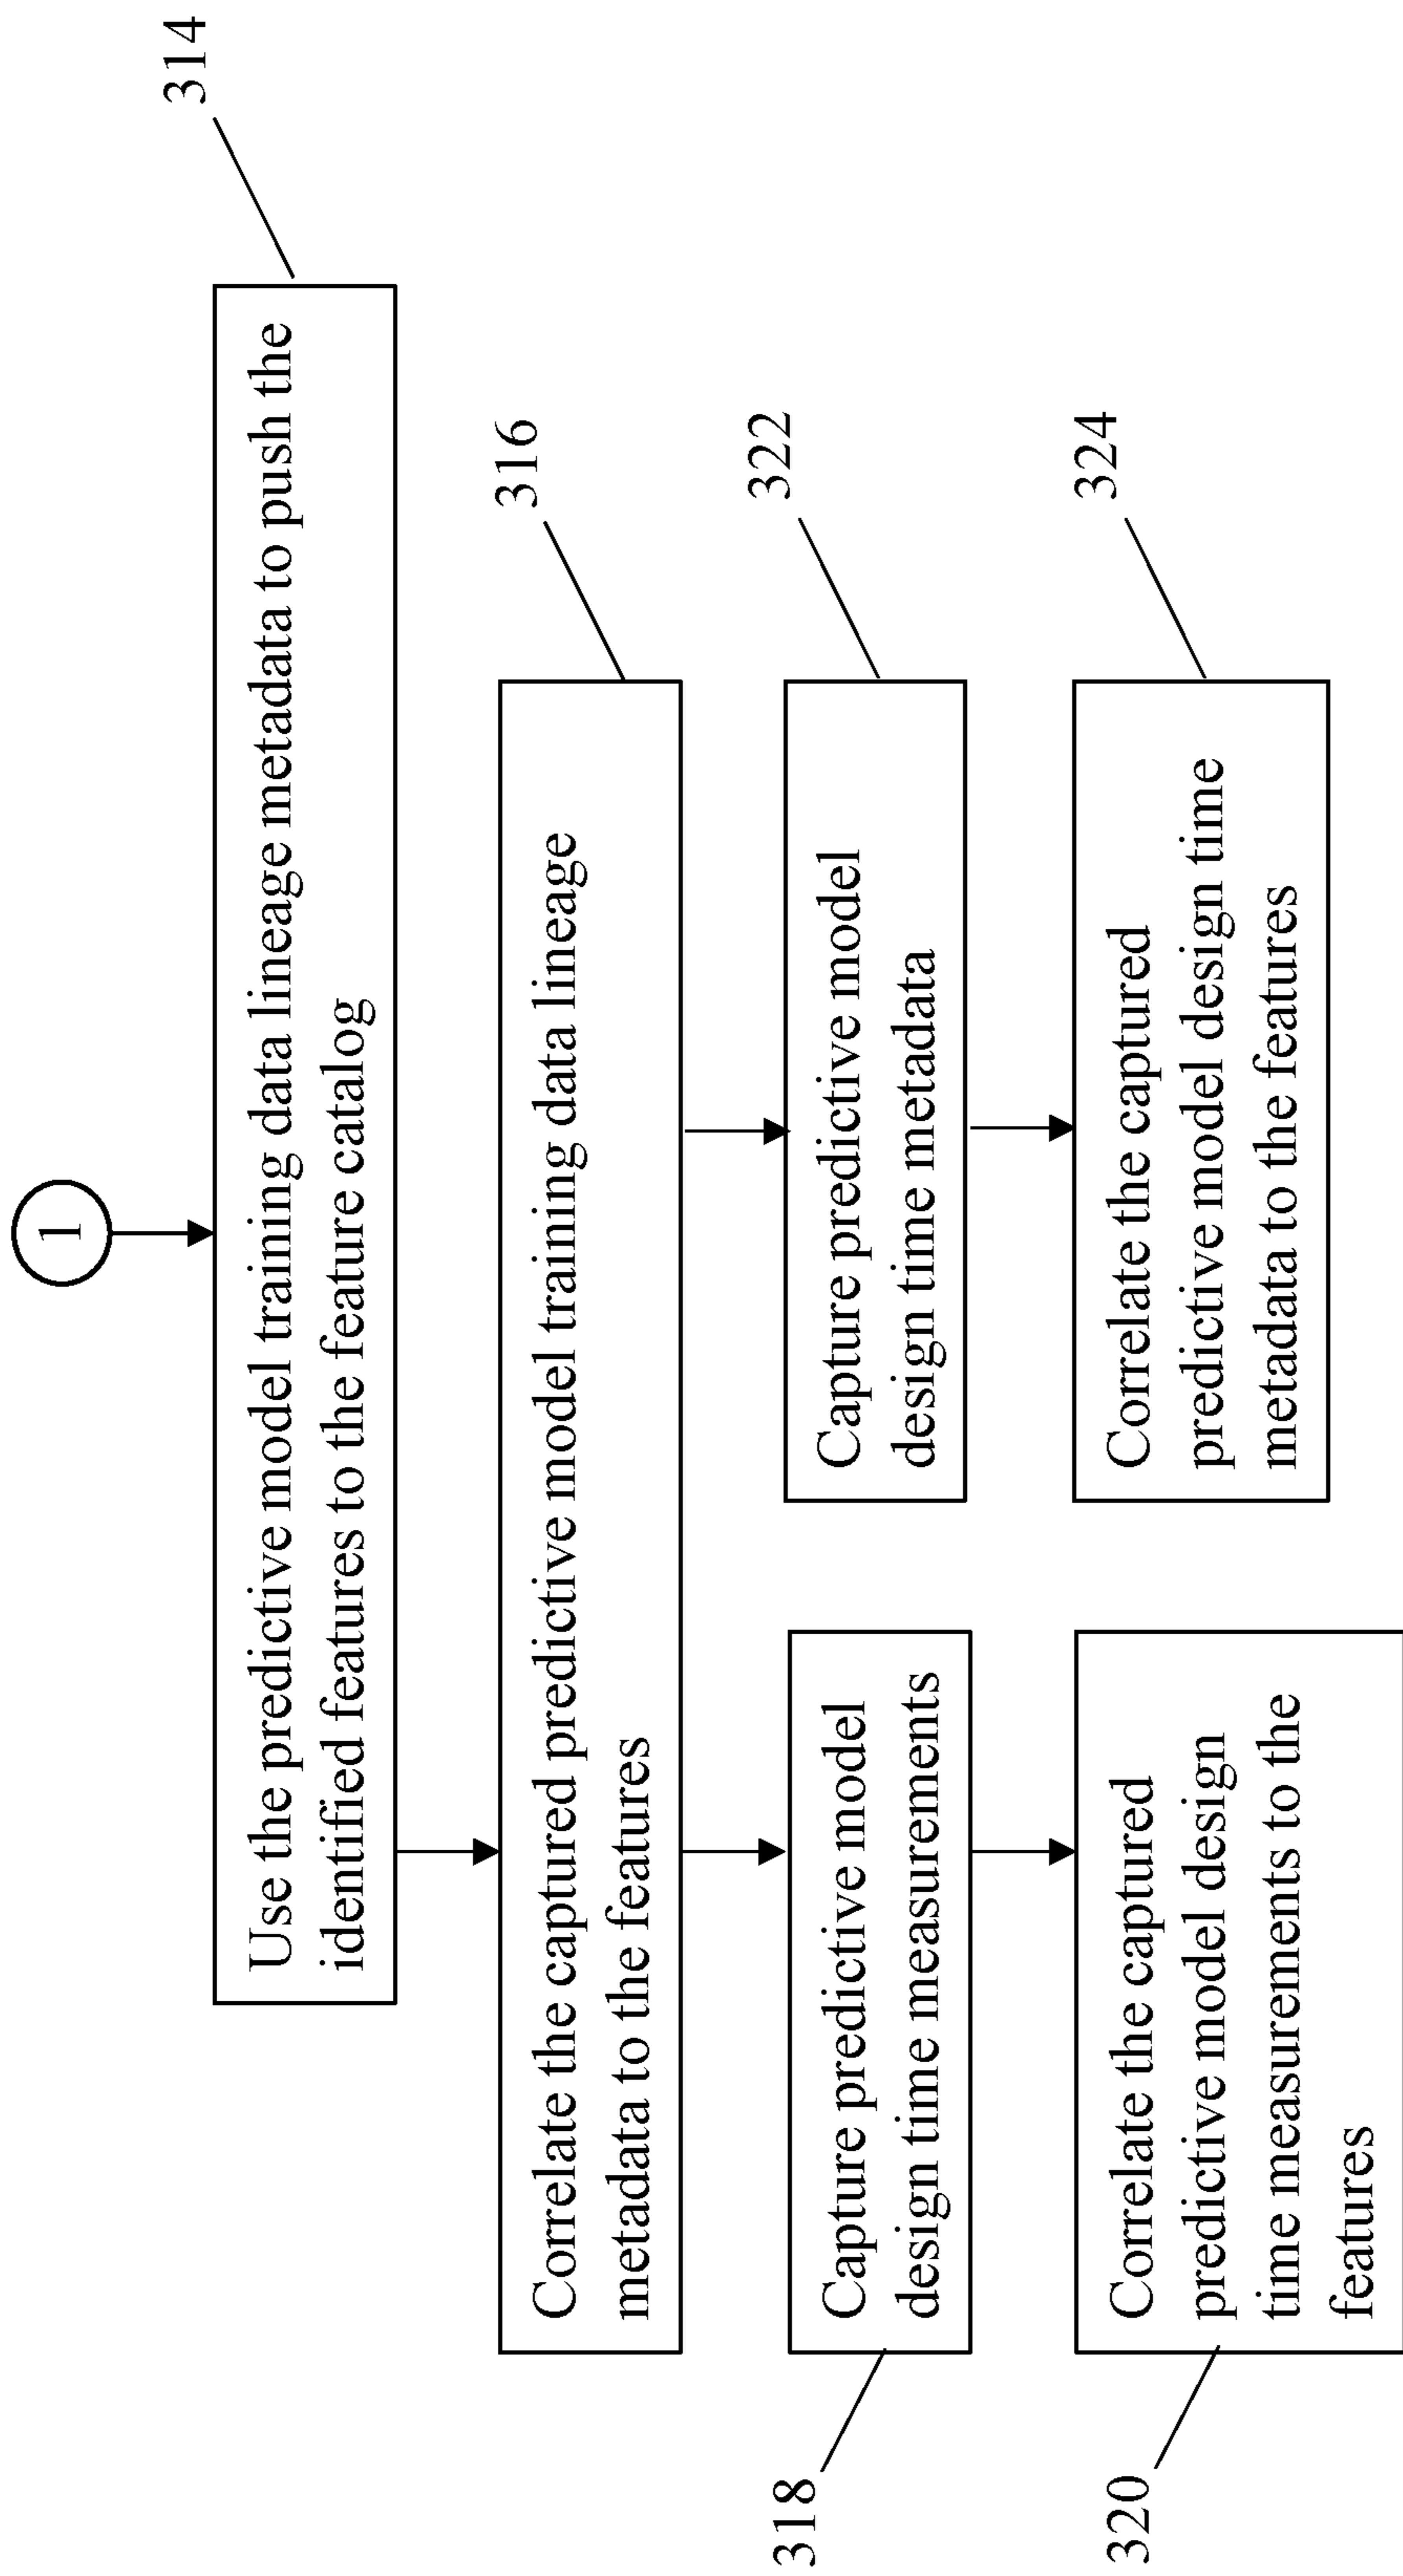 1
314
Use the predictive model training data lineage metadata to push the
identified features to the feature catalog
316
Correlate the captured predictive model training data lineage
metadata to the features
318
Capture predictive model
design time measurements
322
Capture predictive model
design time metadata
320
Correlate the captured
predictive model design
time measurements to the
features
324
Correlate the captured
predictive model design time
metadata to the features